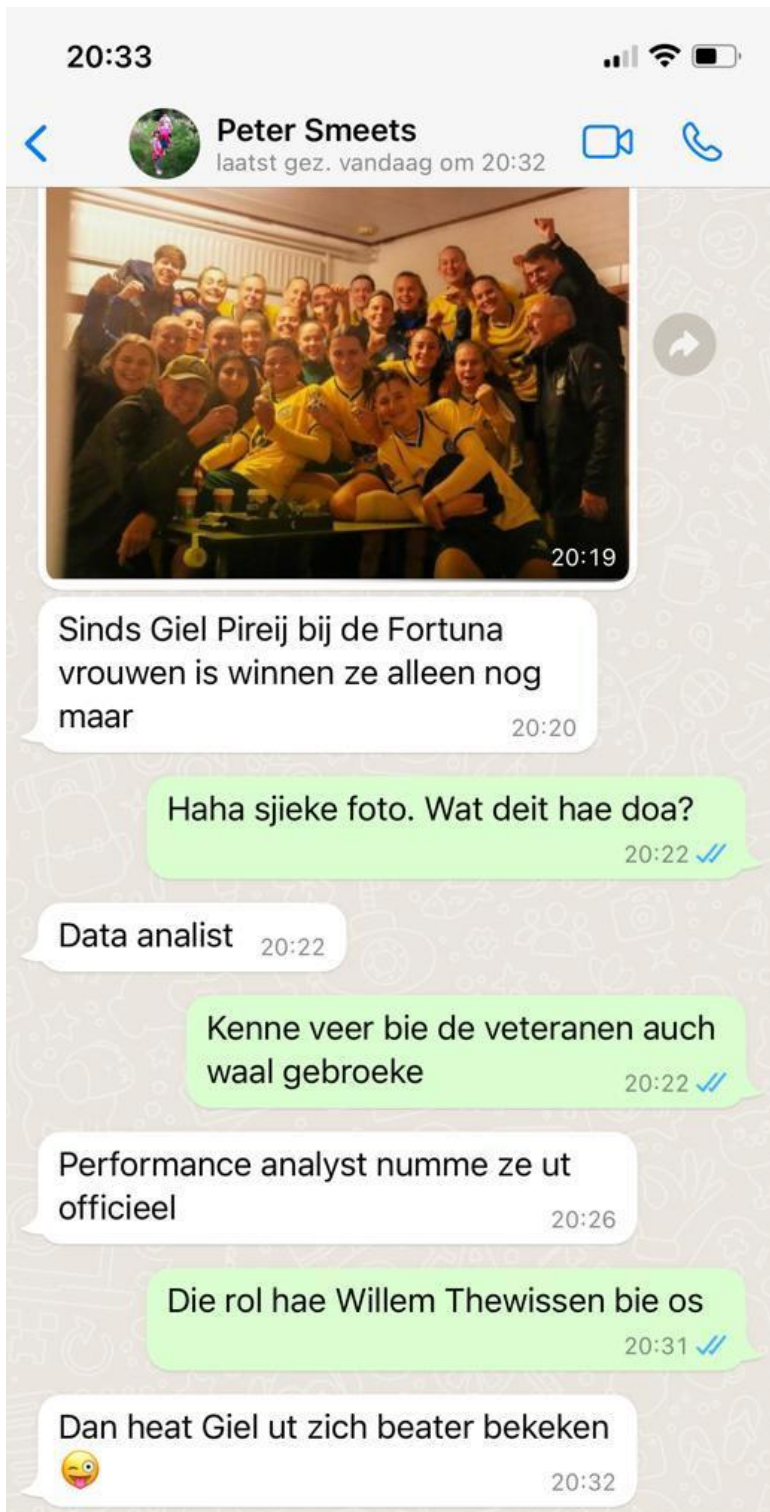 20:33
Peter Smeets
laatst gez. vandaag om 20:32
20:19
Sinds Giel Pireij bij de Fortuna
vrouwen is winnen ze alleen nog
maar
20:20
Haha sjieke foto. Wat deit hae doa?
20:22
Data analist 20:22
Kenne veer bie de veteranen auch
waal gebroeke
20:22
Performance analyst numme ze ut
officieel
20:26
Die rol hae Willem Thewissen bie os
20:31
Dan heat Giel ut zich beater bekeken
😜
20:32